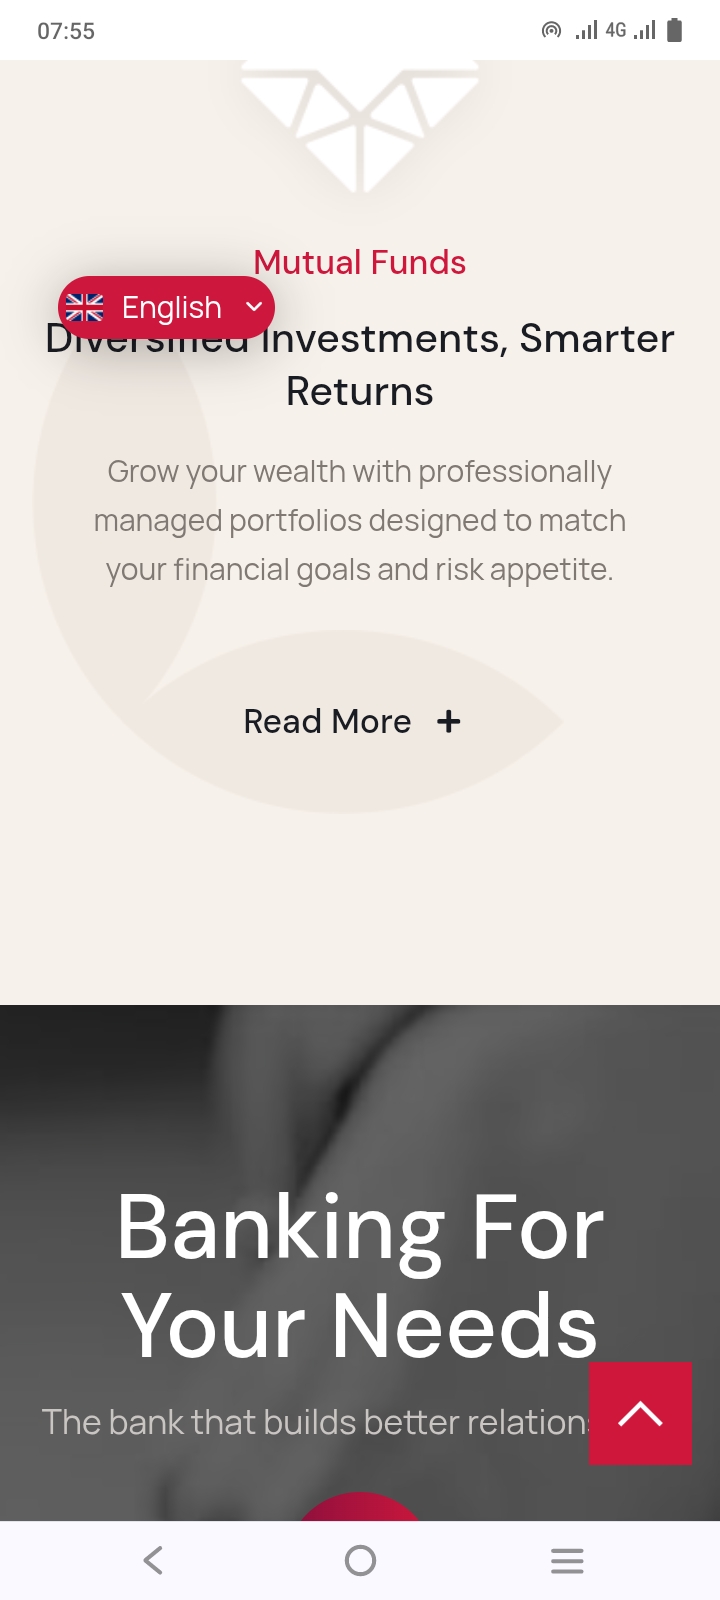 07:55
4G
Mutual Funds
English
Diversified Investments, Smarter
Returns
Grow your wealth with professionally
managed portfolios designed to match
your financial goals and risk appetite.
Read More +
Banking For
Your Needs
The bank that builds better